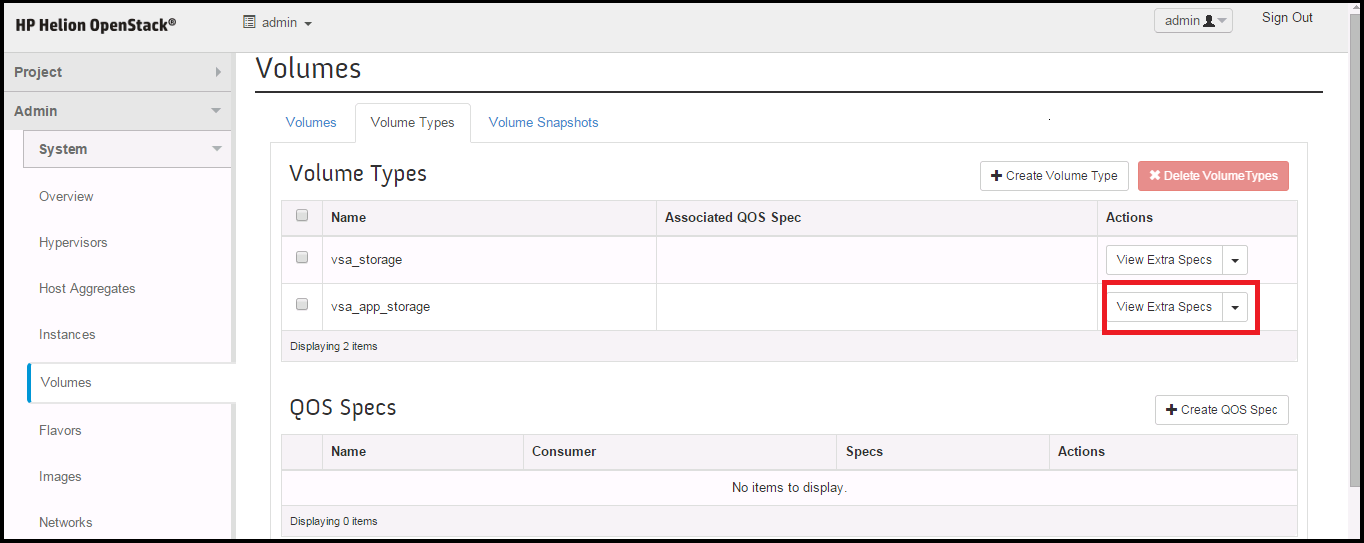 HP Helion OpenStack®
admin
admin
Sign Out
Project
Admin
System
Overview
Hypervisors
Host Aggregates
Instances
Volumes
Flavors
Images
Networks
Volumes
Volumes Volume Types Volume Snapshots
Volume Types
Create Volume Type
Delete VolumeTypes
Name Associated QOS Spec Actions
vsa_storage View Extra Specs
vsa_app_storage View Extra Specs
Displaying 2 items
QOS Specs
Create QOS Spec
Name Consumer Specs Actions
No items to display.
Displaying 0 items